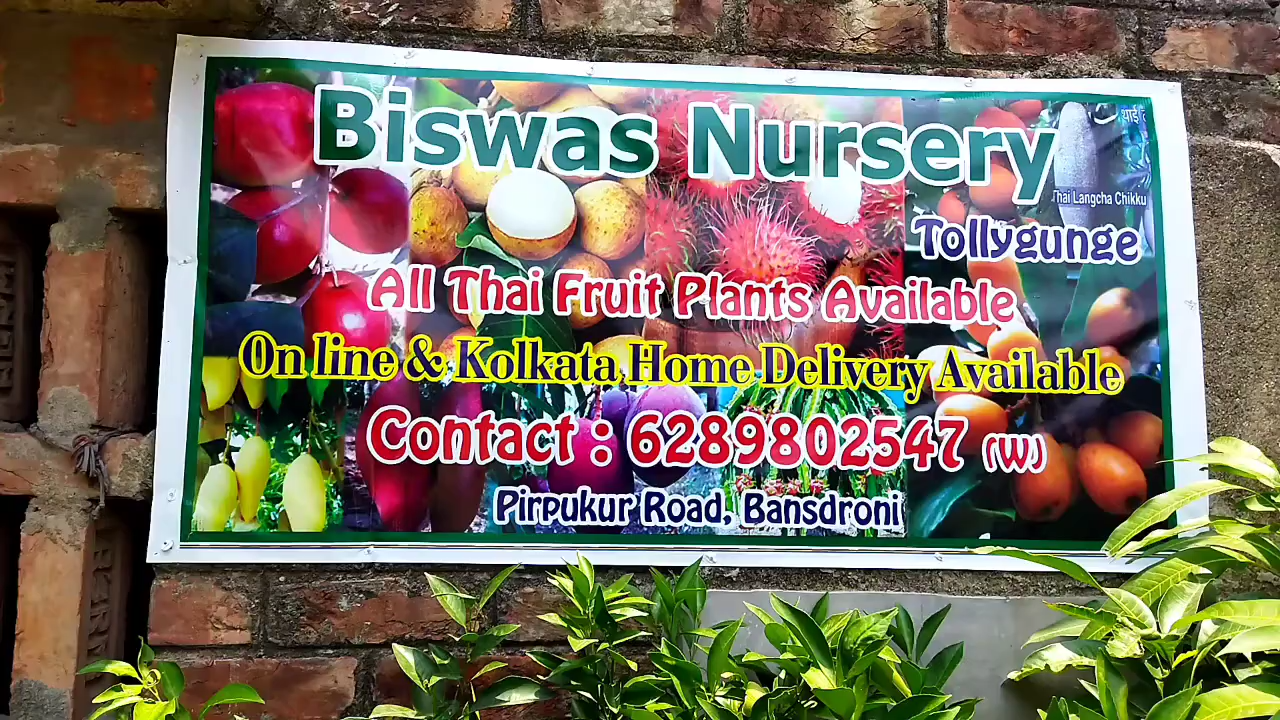 Biswas Nursery
थाई
Thai Langcha Chikku
Tollygunge
All Thai Fruit Plants Available
On line & Kolkata Home Delivery Available
Contact : 6289802547 (W)
Pirpukur Road, Bansdroni